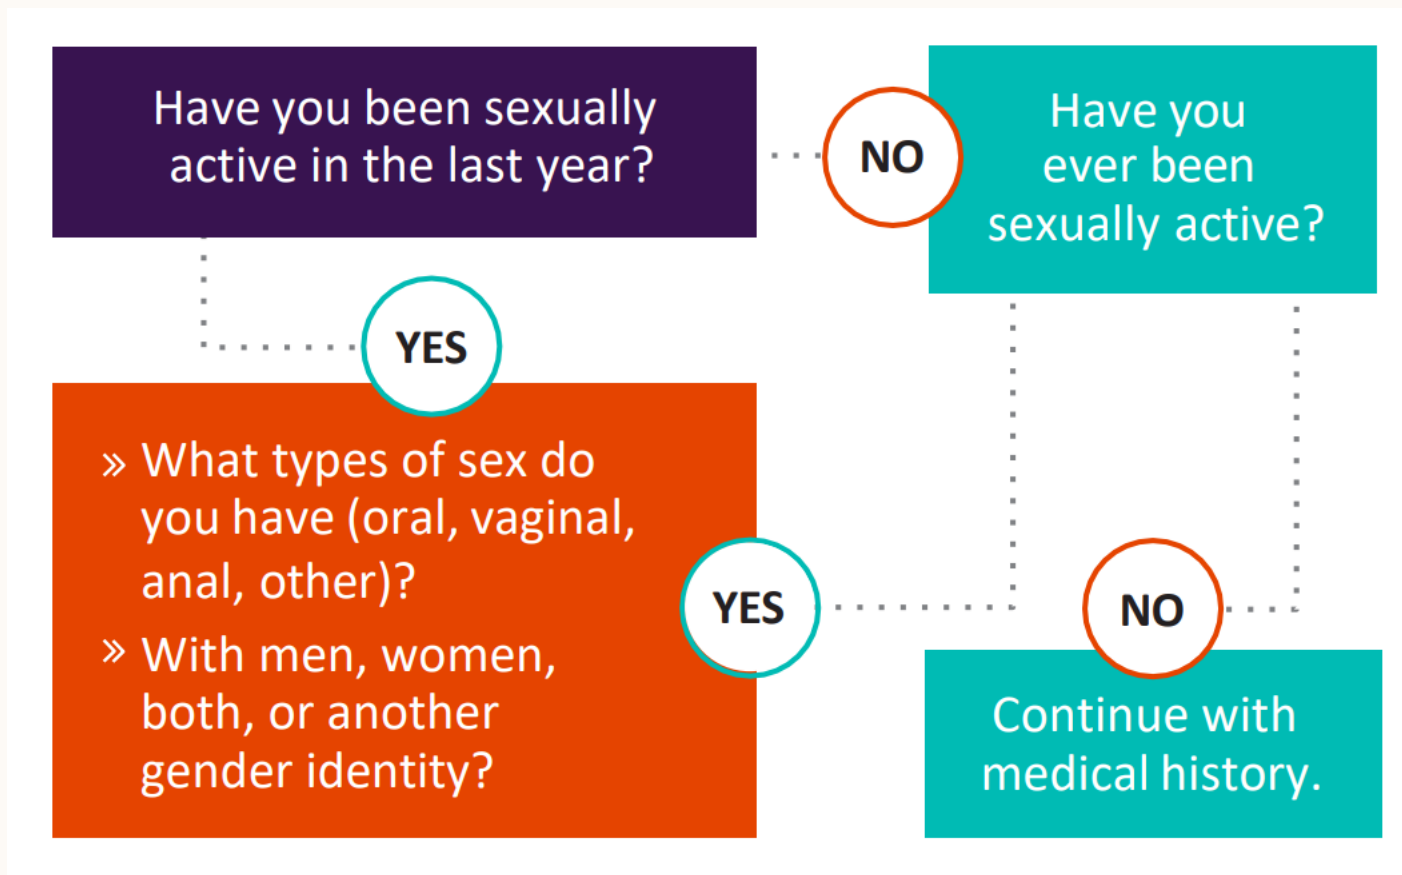 Have you been sexually
active in the last year?
NO
Have you
ever been
sexually active?
YES
» What types of sex do
you have (oral, vaginal,
anal, other)?
» With men, women,
both, or another
gender identity?
YES
NO
Continue with
medical history.